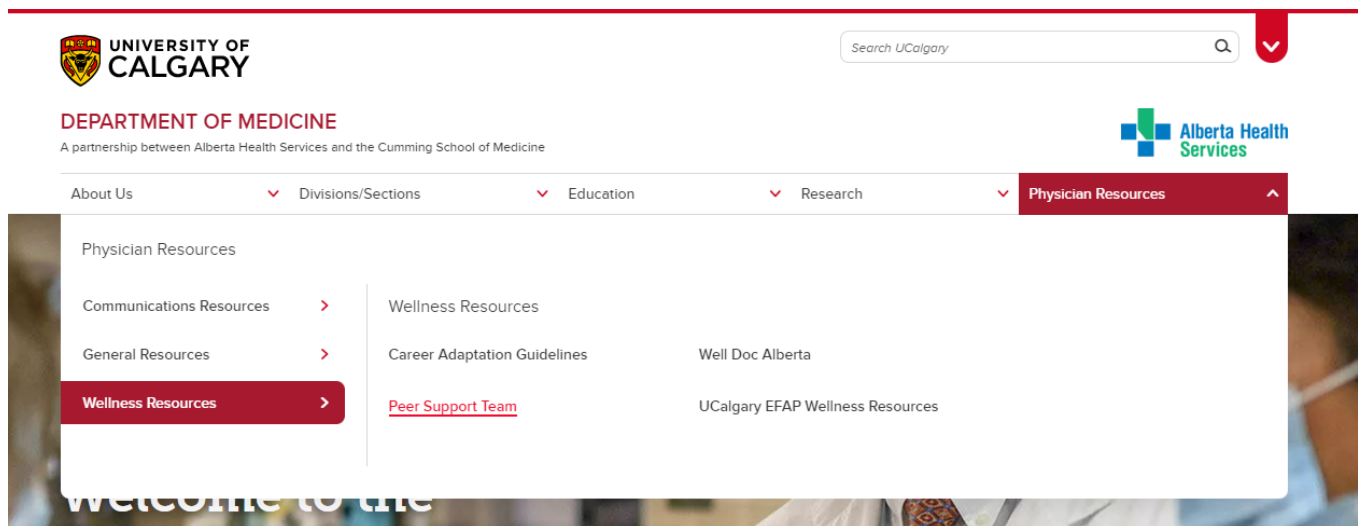 UNIVERSITY OF
CALGARY
Search UCalgary
DEPARTMENT OF MEDICINE
A partnership between Alberta Health Services and the Cumming School of Medicine
Alberta Health
Services
About Us
Divisions/Sections
Education
Research
Physician Resources
Physician Resources
Communications Resources
General Resources
Wellness Resources
Wellness Resources
Career Adaptation Guidelines
Well Doc Alberta
Peer Support Team
UCalgary EFAP Wellness Resources
Welcome to the